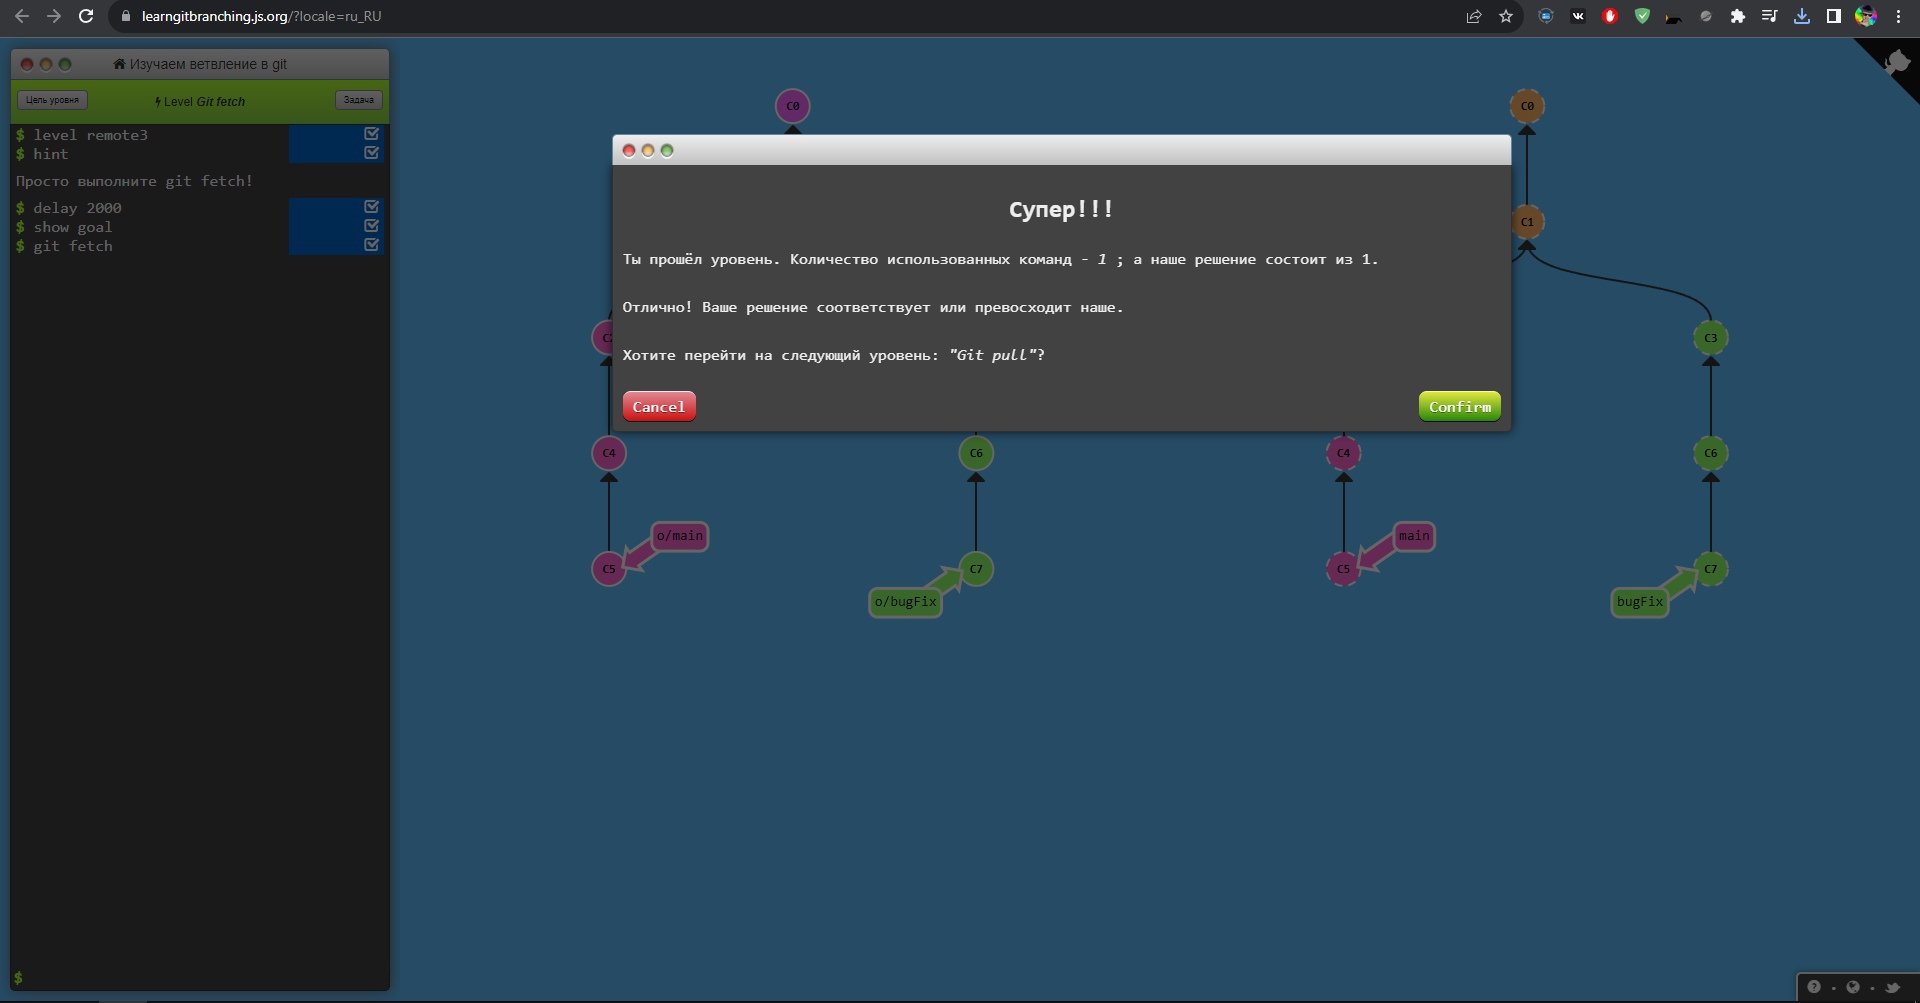 learngitbranching.js.org/?locale=ru_RU
Изучаем ветвление в git
Цель уровня
Level Git fetch
Задача
$ level remote3
$ hint
Просто выполните git fetch!
$ delay 2000
$ show goal
$ git fetch
$
C0
C0
Супер!!!
Ты прошёл уровень. Количество использованных команд - 1 ; а наше решение состоит из 1.
Отлично! Ваше решение соответствует или превосходит наше.
Хотите перейти на следующий уровень: "Git pull"?
Cancel
Confirm
C1
C3
C4
C6
C4
C6
o/main
main
C5
C7
C5
C7
o/bugFix
bugFix